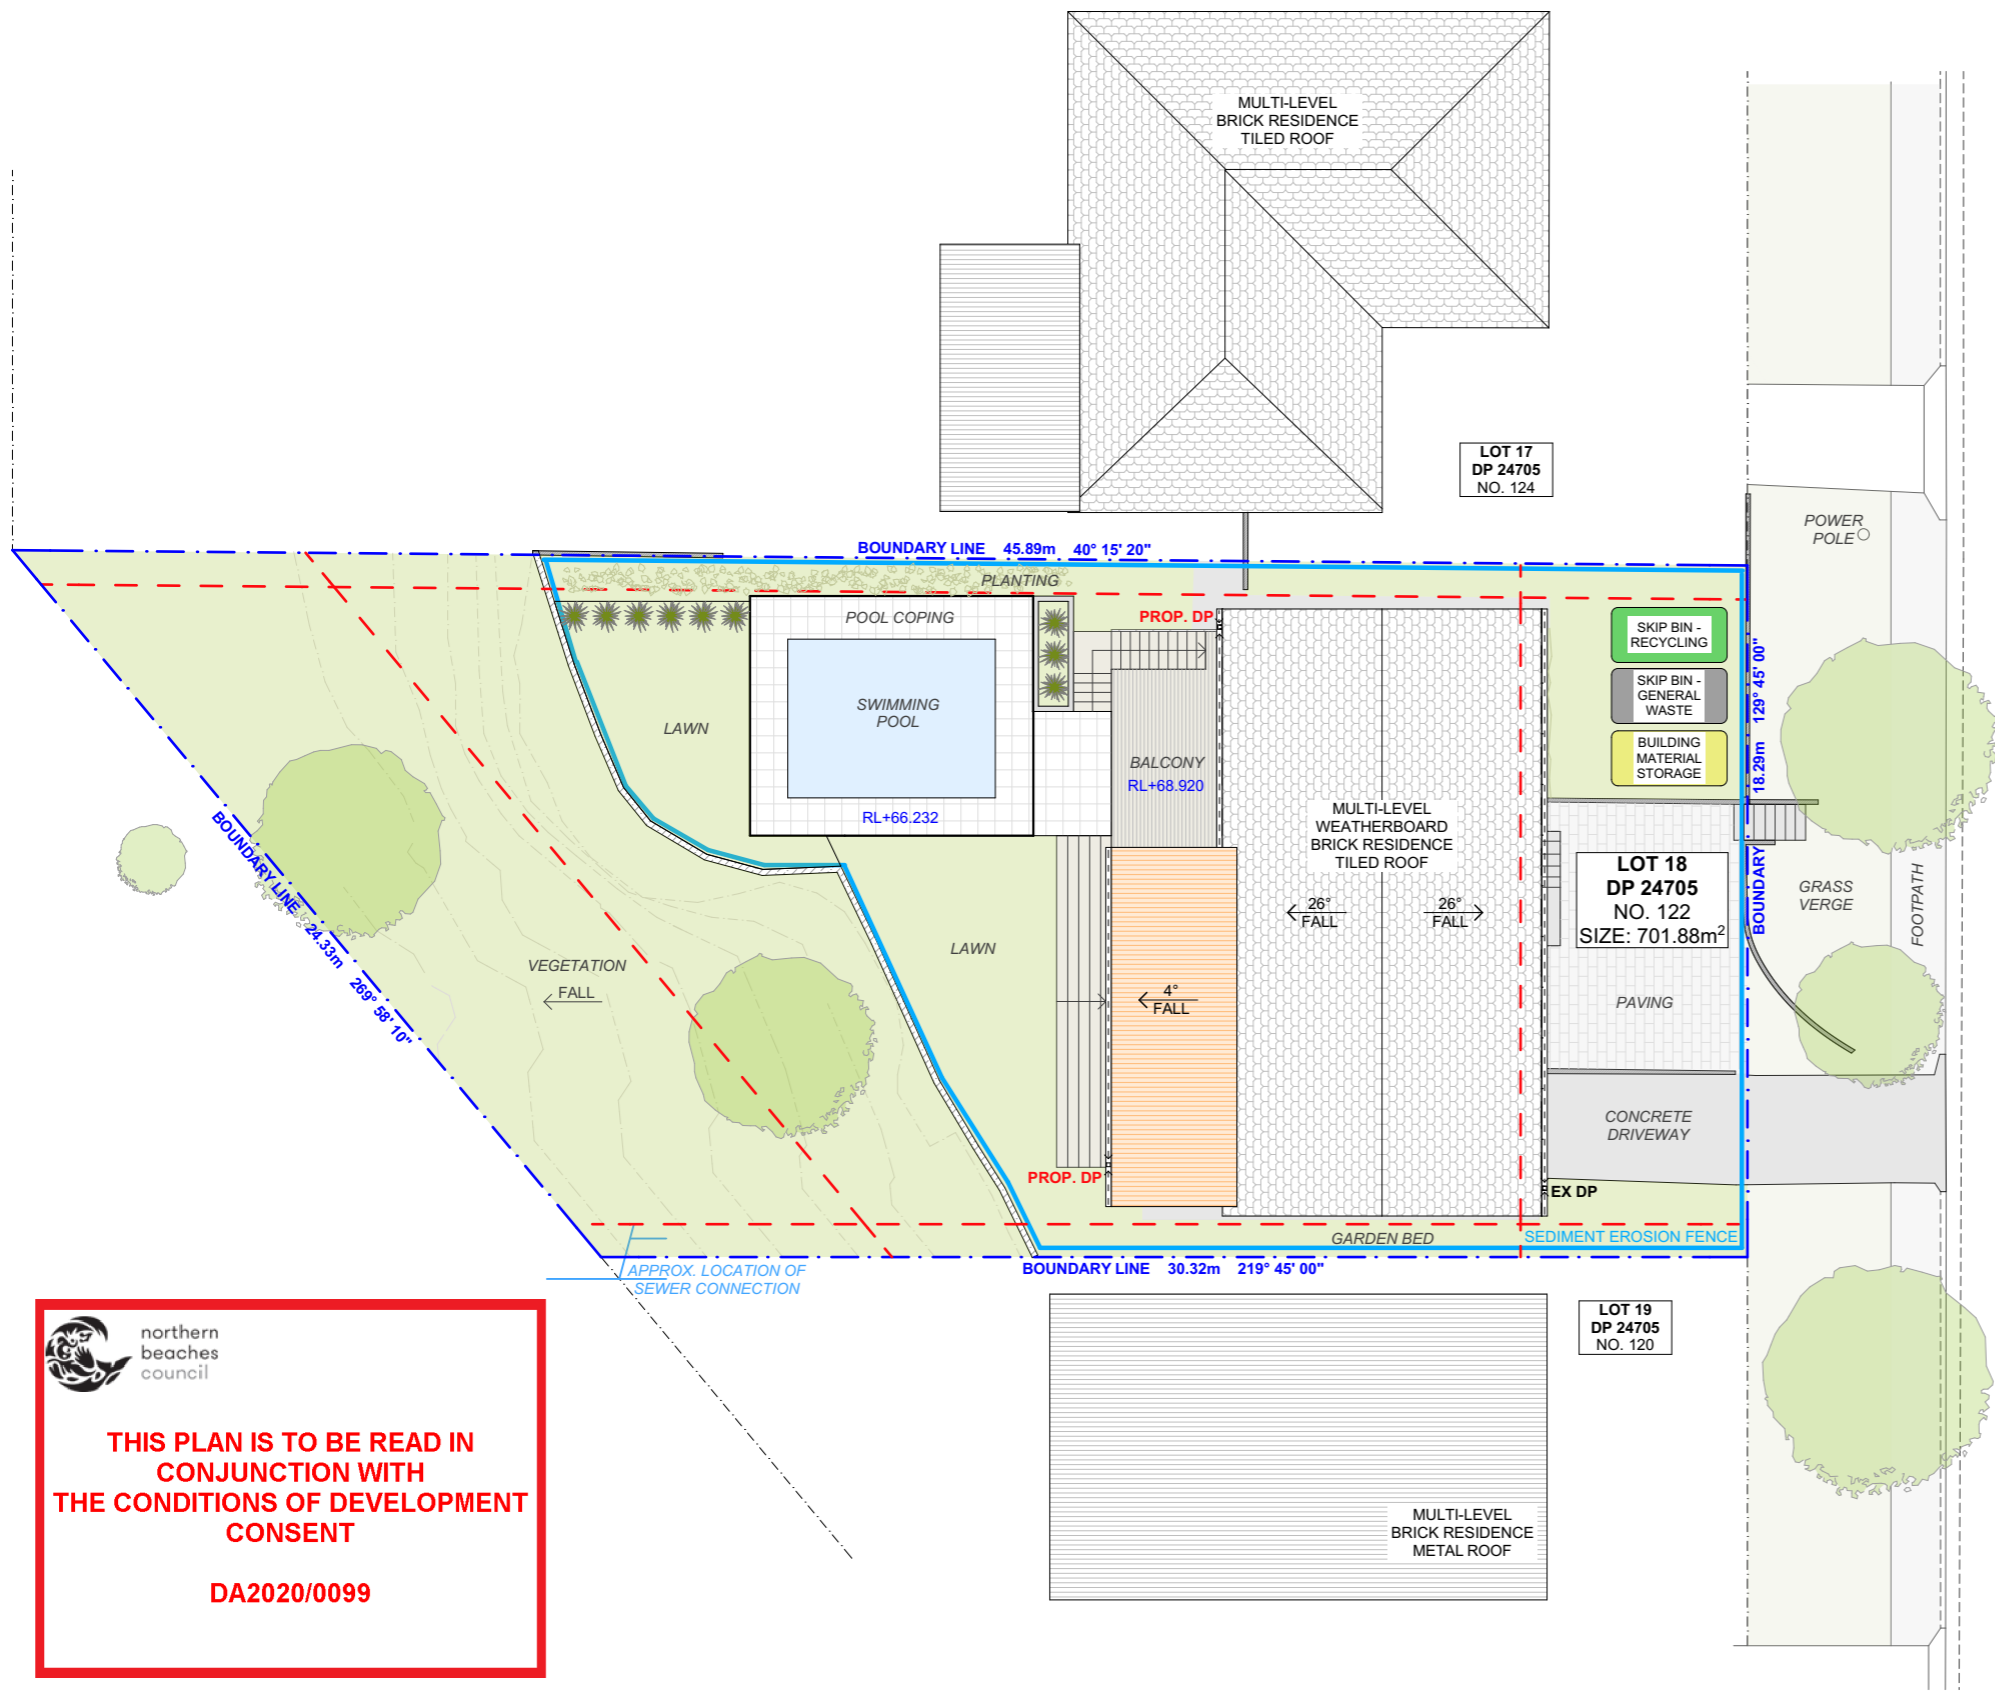 MULTI-LEVEL
BRICK RESIDENCE
TILED ROOF
LOT 17
DP 24705
NO. 124
POWER
POLE
BOUNDARY LINE 45.89m 40° 15' 20"
PLANTING
PROP. DP
POOL COPING
SWIMMING
POOL
RL+66.232
LAWN
BALCONY
RL+68.920
SKIP BIN -
RECYCLING
SKIP BIN -
GENERAL
WASTE
BUILDING
MATERIAL
STORAGE
BOUNDARY 18.29m 129° 45' 00"
MULTI-LEVEL
WEATHERBOARD
BRICK RESIDENCE
TILED ROOF
26°
FALL
26°
FALL
LOT 18
DP 24705
NO. 122
SIZE: 701.88m²
GRASS
VERGE
FOOTPATH
BOUNDARY LINE 24.33m 269° 58' 10"
VEGETATION
FALL
LAWN
4°
FALL
PAVING
CONCRETE
DRIVEWAY
PROP. DP
EX DP
GARDEN BED
SEDIMENT EROSION FENCE
BOUNDARY LINE 30.32m 219° 45' 00"
APPROX. LOCATION OF
SEWER CONNECTION
LOT 19
DP 24705
NO. 120
MULTI-LEVEL
BRICK RESIDENCE
METAL ROOF
northern
beaches
council
THIS PLAN IS TO BE READ IN
CONJUNCTION WITH
THE CONDITIONS OF DEVELOPMENT
CONSENT
DA2020/0099